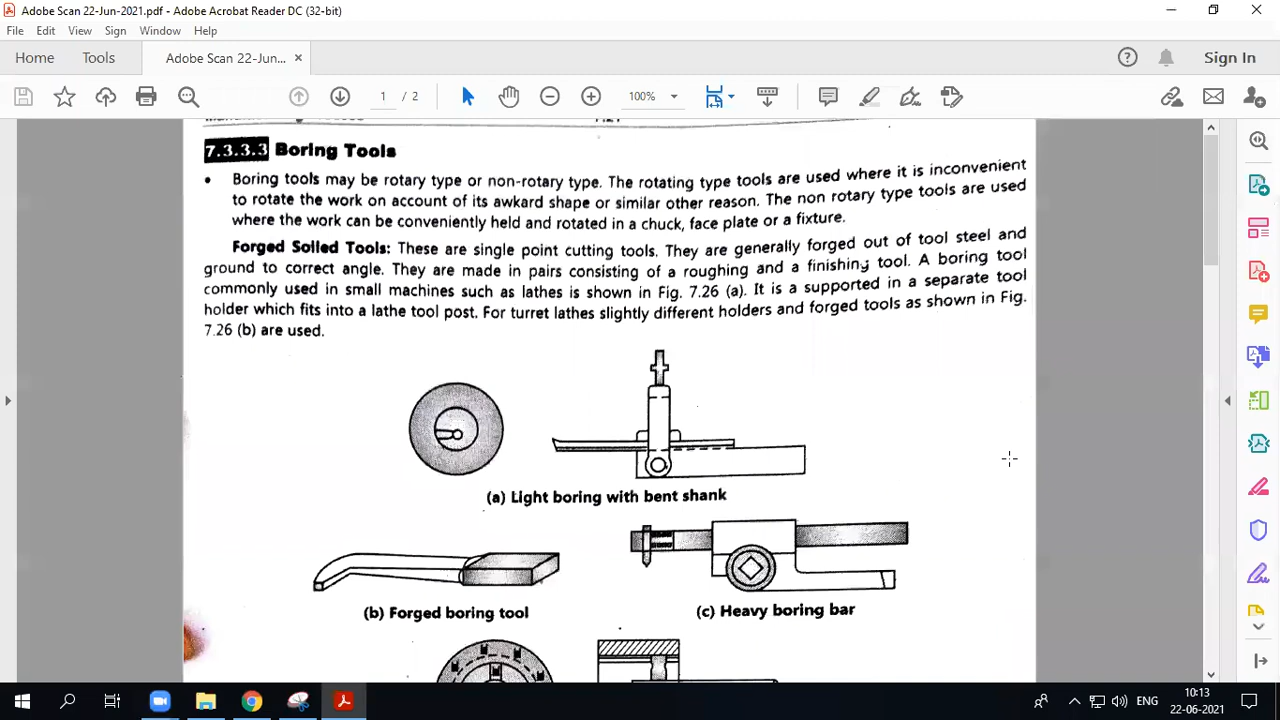 Adobe Scan 22-Jun-2021.pdf - Adobe Acrobat Reader DC (32-bit)
File Edit View Sign Window Help
Home Tools Adobe Scan 22-Jun... Sign In
1 / 2 100%
7.3.3.3 Boring Tools
• Boring tools may be rotary type or non-rotary type. The rotating type tools are used where it is inconvenient
to rotate the work on account of its awkard shape or similar other reason. The non rotary type tools are used
where the work can be conveniently held and rotated in a chuck, face plate or a fixture.
Forged Soiled Tools: These are single point cutting tools. They are generally forged out of tool steel and
ground to correct angle. They are made in pairs consisting of a roughing and a finishing tool. A boring tool
commonly used in small machines such as lathes is shown in Fig. 7.26 (a). It is a supported in a separate tool
holder which fits into a lathe tool post. For turret lathes slightly different holders and forged tools as shown in Fig.
7.26 (b) are used.
(a) Light boring with bent shank
(b) Forged boring tool
(c) Heavy boring bar
ENG
10:13
22-06-2021